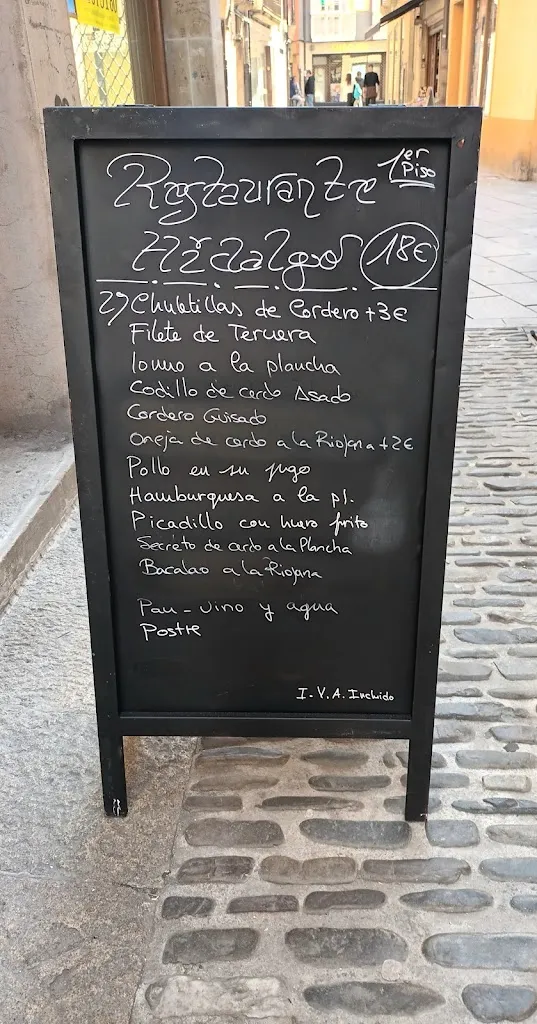 Restaurante 1er Piso
Hidalgo 18€
2) Chuletillas de Cordero +3€
Filete de Ternera
lomo a la plancha
Codillo de cerdo Asado
Cordero Guisado
oreja de cerdo a la Riojana +2€
Pollo en su jugo
Hamburguesa a la pl.
Picadillo con huevo frito
Secreto de cerdo a la Plancha
Bacalao a la Riojana
Pan - vino y agua
Postre
I.V.A. Incluido